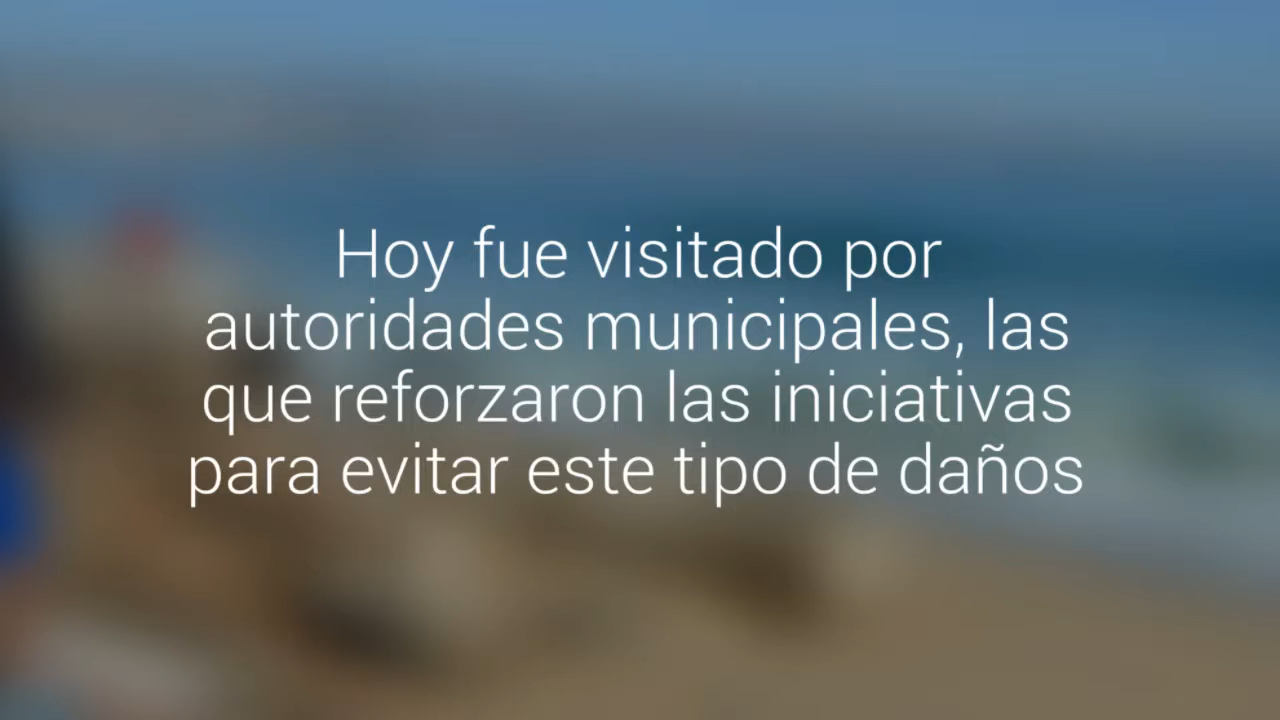 Hoy fue visitado por
autoridades municipales, las
que reforzaron las iniciativas
para evitar este tipo de daños